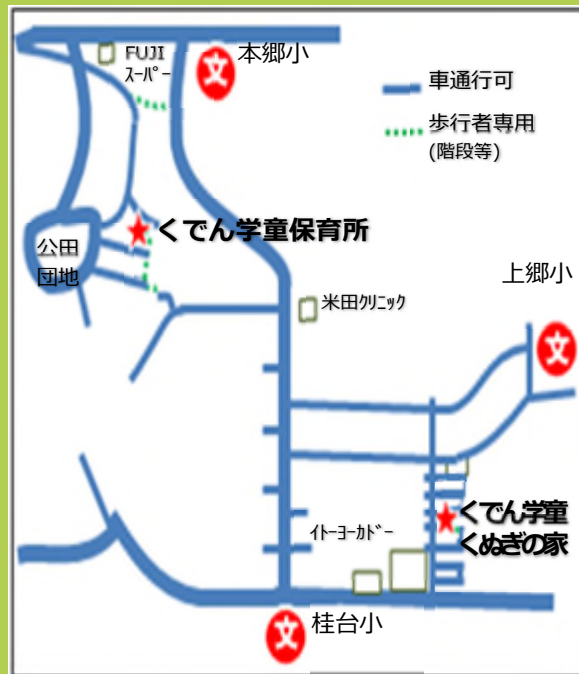 FUJI
ｽｰﾊﾟｰ
文
本郷小
車通行可
歩行者専用
(階段等)
くでん学童保育所
公田
団地
上郷小
米田ｸﾘﾆｯｸ
文
くでん学童
くぬぎの家
ｲﾄｰﾖｰｶﾄﾞｰ
文
桂台小